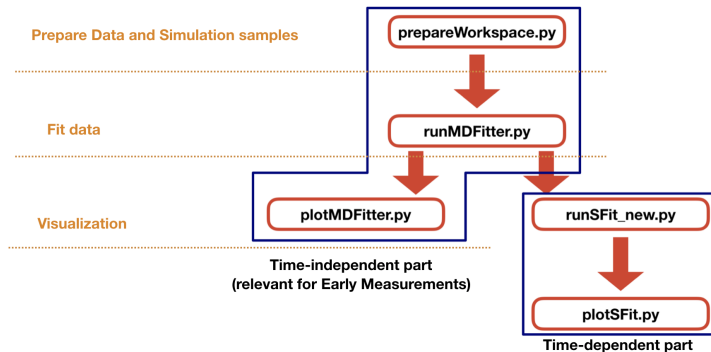 Prepare Data and Simulation samples
prepareWorkspace.py
Fit data
runMDFitter.py
Visualization
plotMDFitter.py
runSFit_new.py
Time-independent part
(relevant for Early Measurements)
plotSFit.py
Time-dependent part